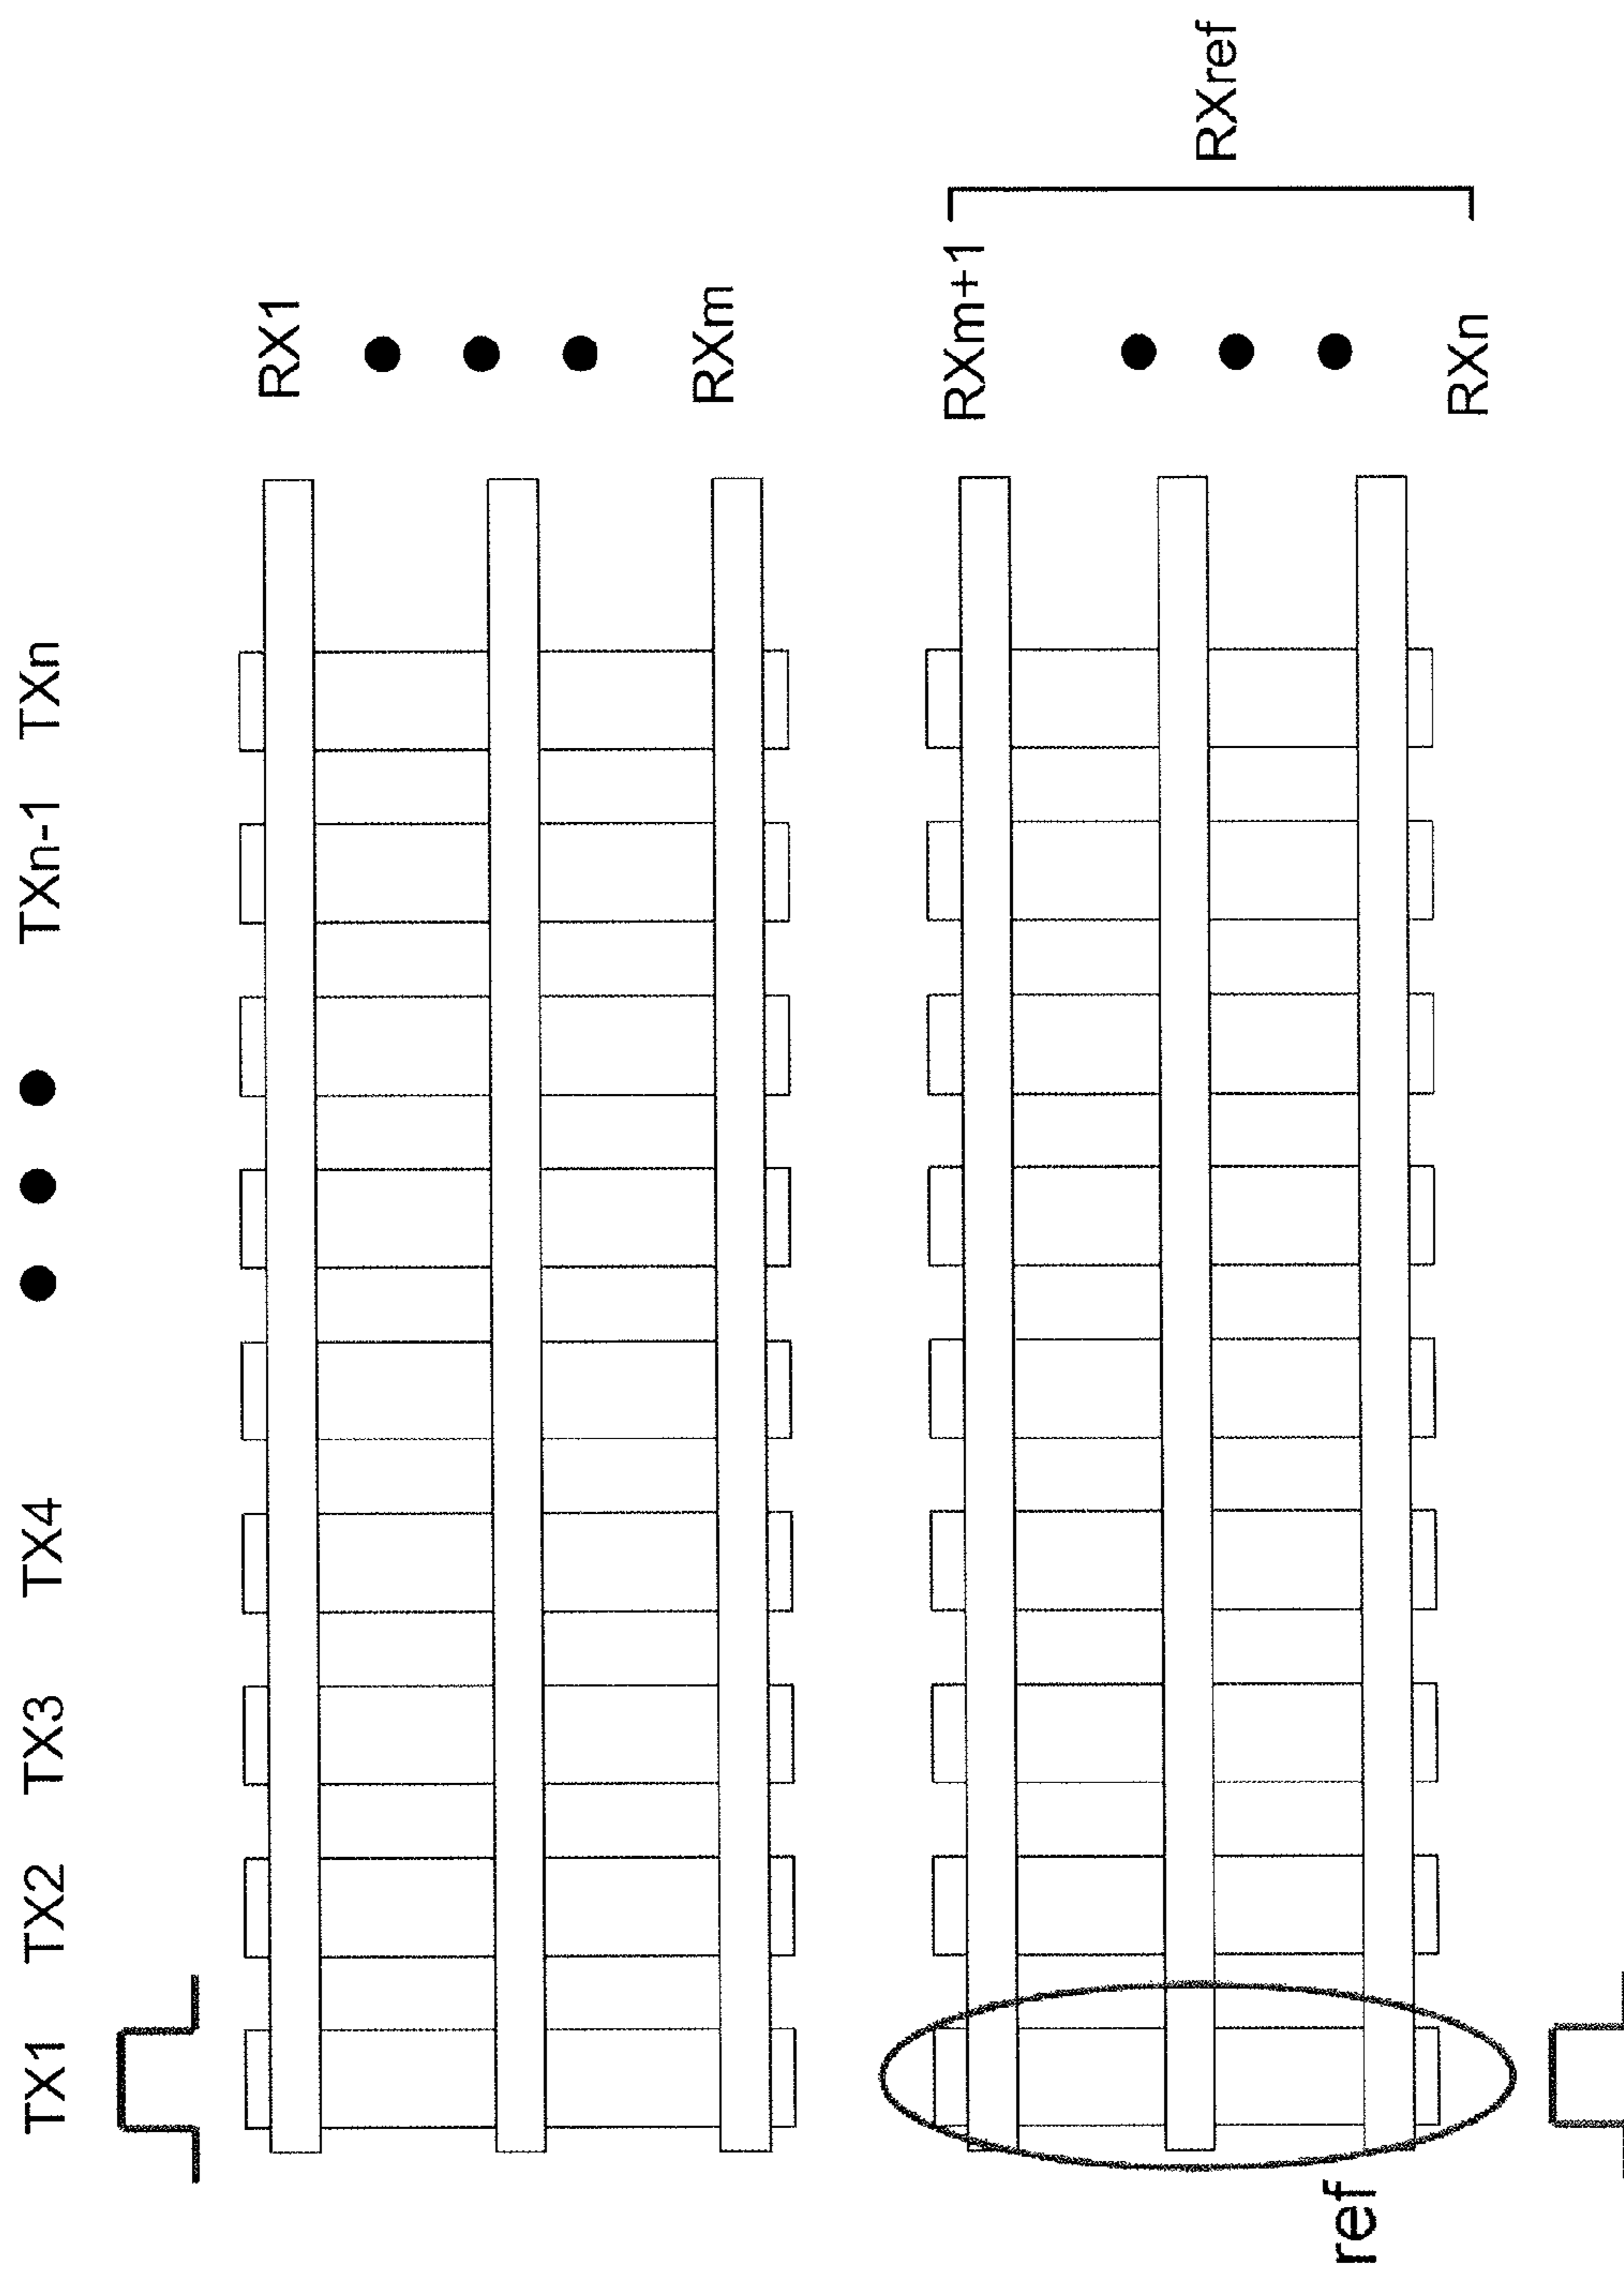 TX1 TX2 TX3 TX4 TXn-1 TXn
RX1
RXm
RXm+1
RXn
RXref
ref